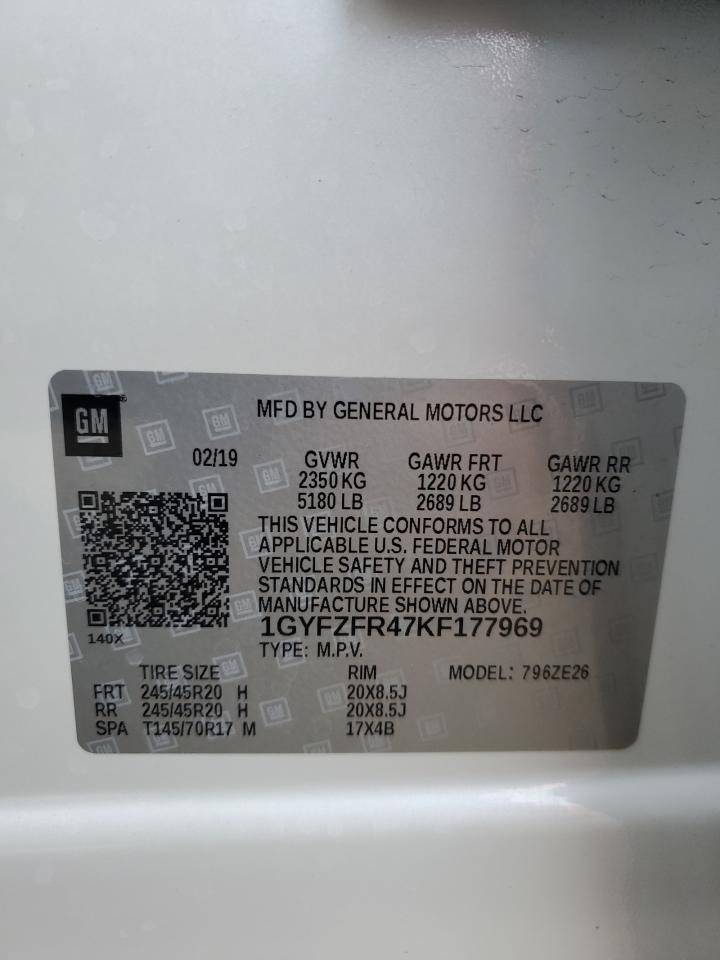 GM
MFD BY GENERAL MOTORS LLC
02/19 GVWR GAWR FRT GAWR RR
2350 KG 1220 KG 1220 KG
5180 LB 2689 LB 2689 LB
THIS VEHICLE CONFORMS TO ALL
APPLICABLE U.S. FEDERAL MOTOR
VEHICLE SAFETY AND THEFT PREVENTION
STANDARDS IN EFFECT ON THE DATE OF
MANUFACTURE SHOWN ABOVE.
140X 1GYFZFR47KF177969
TYPE: M.P.V.
TIRE SIZE RIM MODEL: 796ZE26
FRT 245/45R20 H 20X8.5J
RR 245/45R20 H 20X8.5J
SPA T145/70R17 M 17X4B